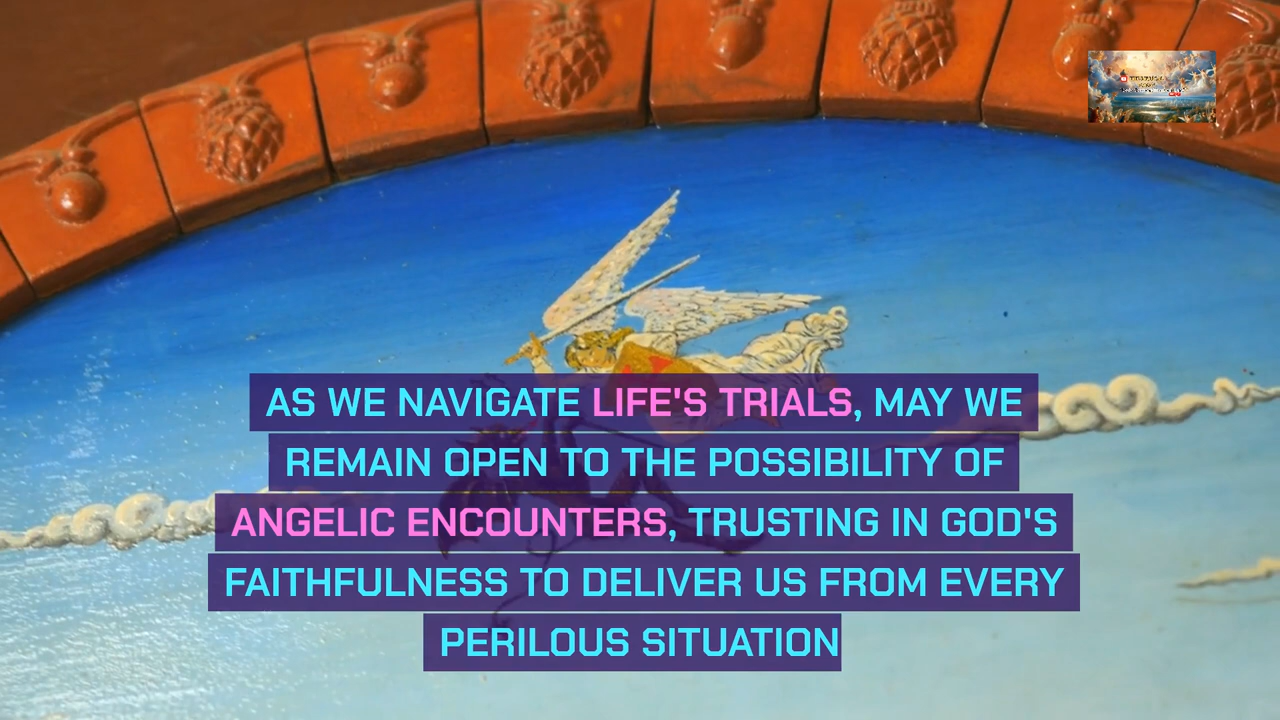 AS WE NAVIGATE LIFE'S TRIALS, MAY WE
REMAIN OPEN TO THE POSSIBILITY OF
ANGELIC ENCOUNTERS, TRUSTING IN GOD'S
FAITHFULNESS TO DELIVER US FROM EVERY
PERILOUS SITUATION